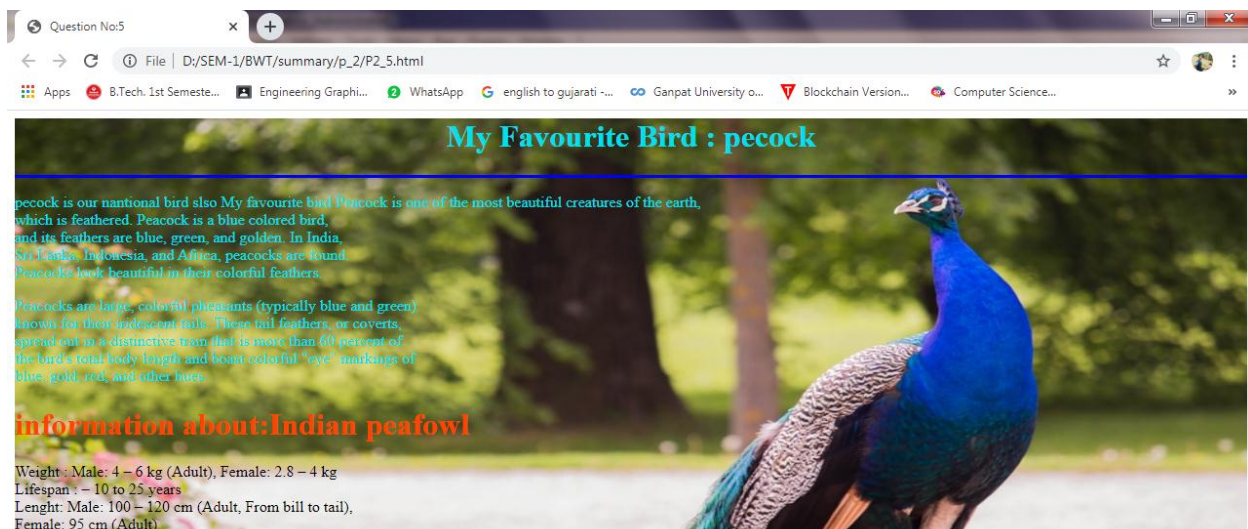 Question No:5
File | D:/SEM-1/BWT/summary/p_2/P2_5.html
Apps B.Tech. 1st Semeste... Engineering Graphi... WhatsApp english to gujarati -... Ganpat University o... Blockchain Version... Computer Science... »
My Favourite Bird : pecock
pecock is our nantional bird slso My favourite bird Peacock is one of the most beautiful creatures of the earth,
which is feathered. Peacock is a blue colored bird,
and its feathers are blue, green, and golden. In India,
Sri Lanka, Indonesia, and Africa, peacocks are found.
Peacocks look beautiful in their colorful feathers.
Peacocks are large, colorful pheasants (typically blue and green)
known for their iridescent tails. These tail feathers, or coverts,
spread out in a distinctive train that is more than 60 percent of
the bird's total body length and boast colorful "eye" markings of
blue, gold, red, and other hues.
information about:Indian peafowl
Weight : Male: 4 – 6 kg (Adult), Female: 2.8 – 4 kg
Lifespan : – 10 to 25 years
Lenght: Male: 100 – 120 cm (Adult, From bill to tail),
Female: 95 cm (Adult)